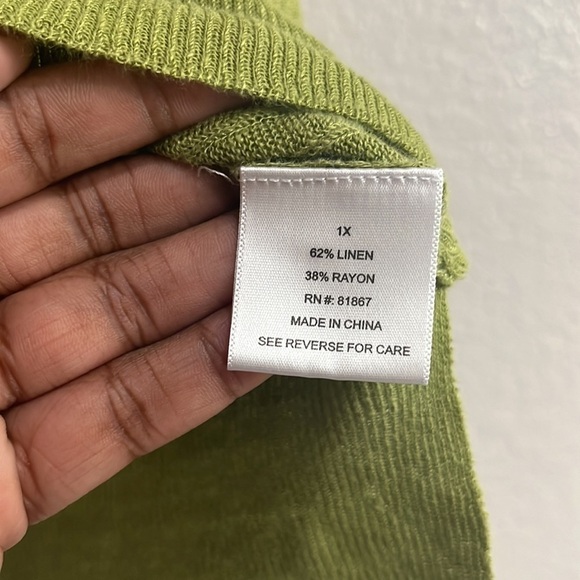 1X
62% LINEN
38% RAYON
RN #: 81867
MADE IN CHINA
SEE REVERSE FOR CARE